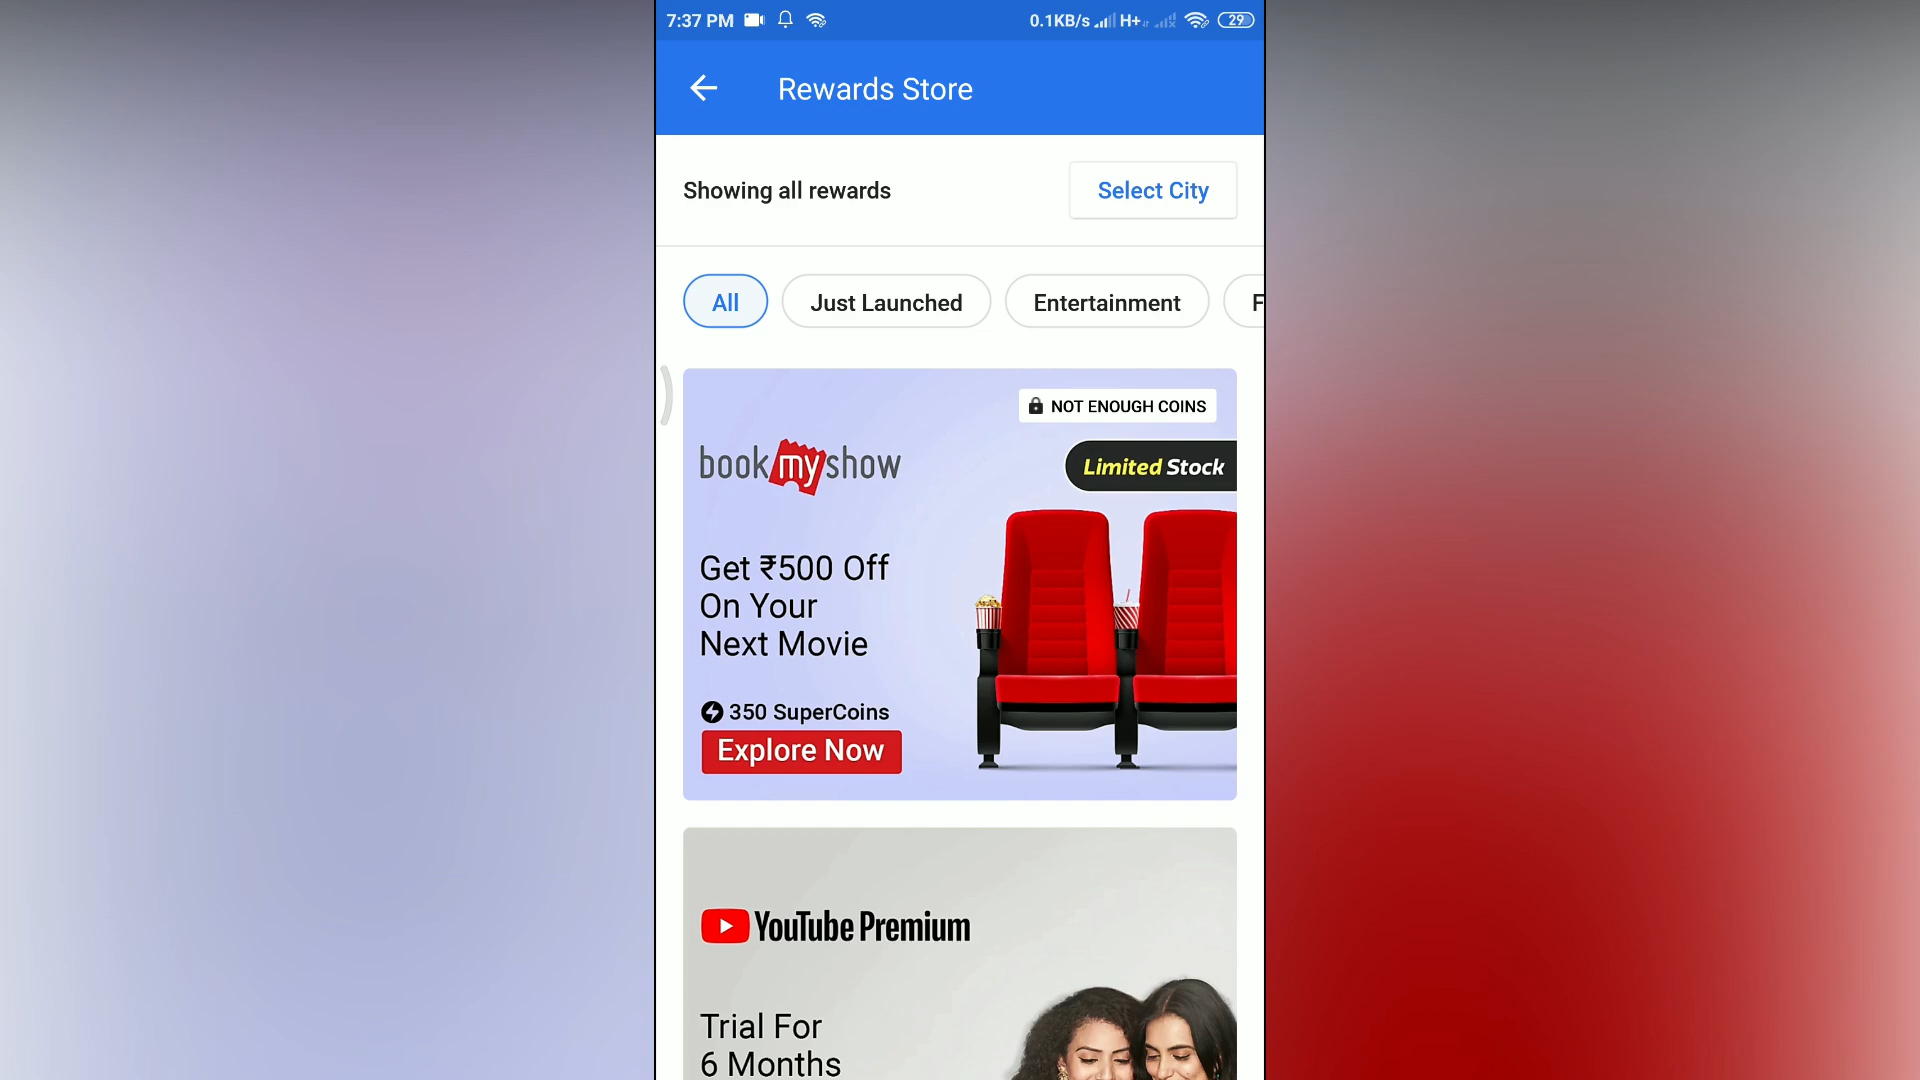 7:37 PM
0.1KB/s
H+
29
Rewards Store
Showing all rewards
Select City
All
Just Launched
Entertainment
F
NOT ENOUGH COINS
bookmyshow
Limited Stock
Get ₹500 Off
On Your
Next Movie
350 SuperCoins
Explore Now
YouTube Premium
Trial For
6 Months